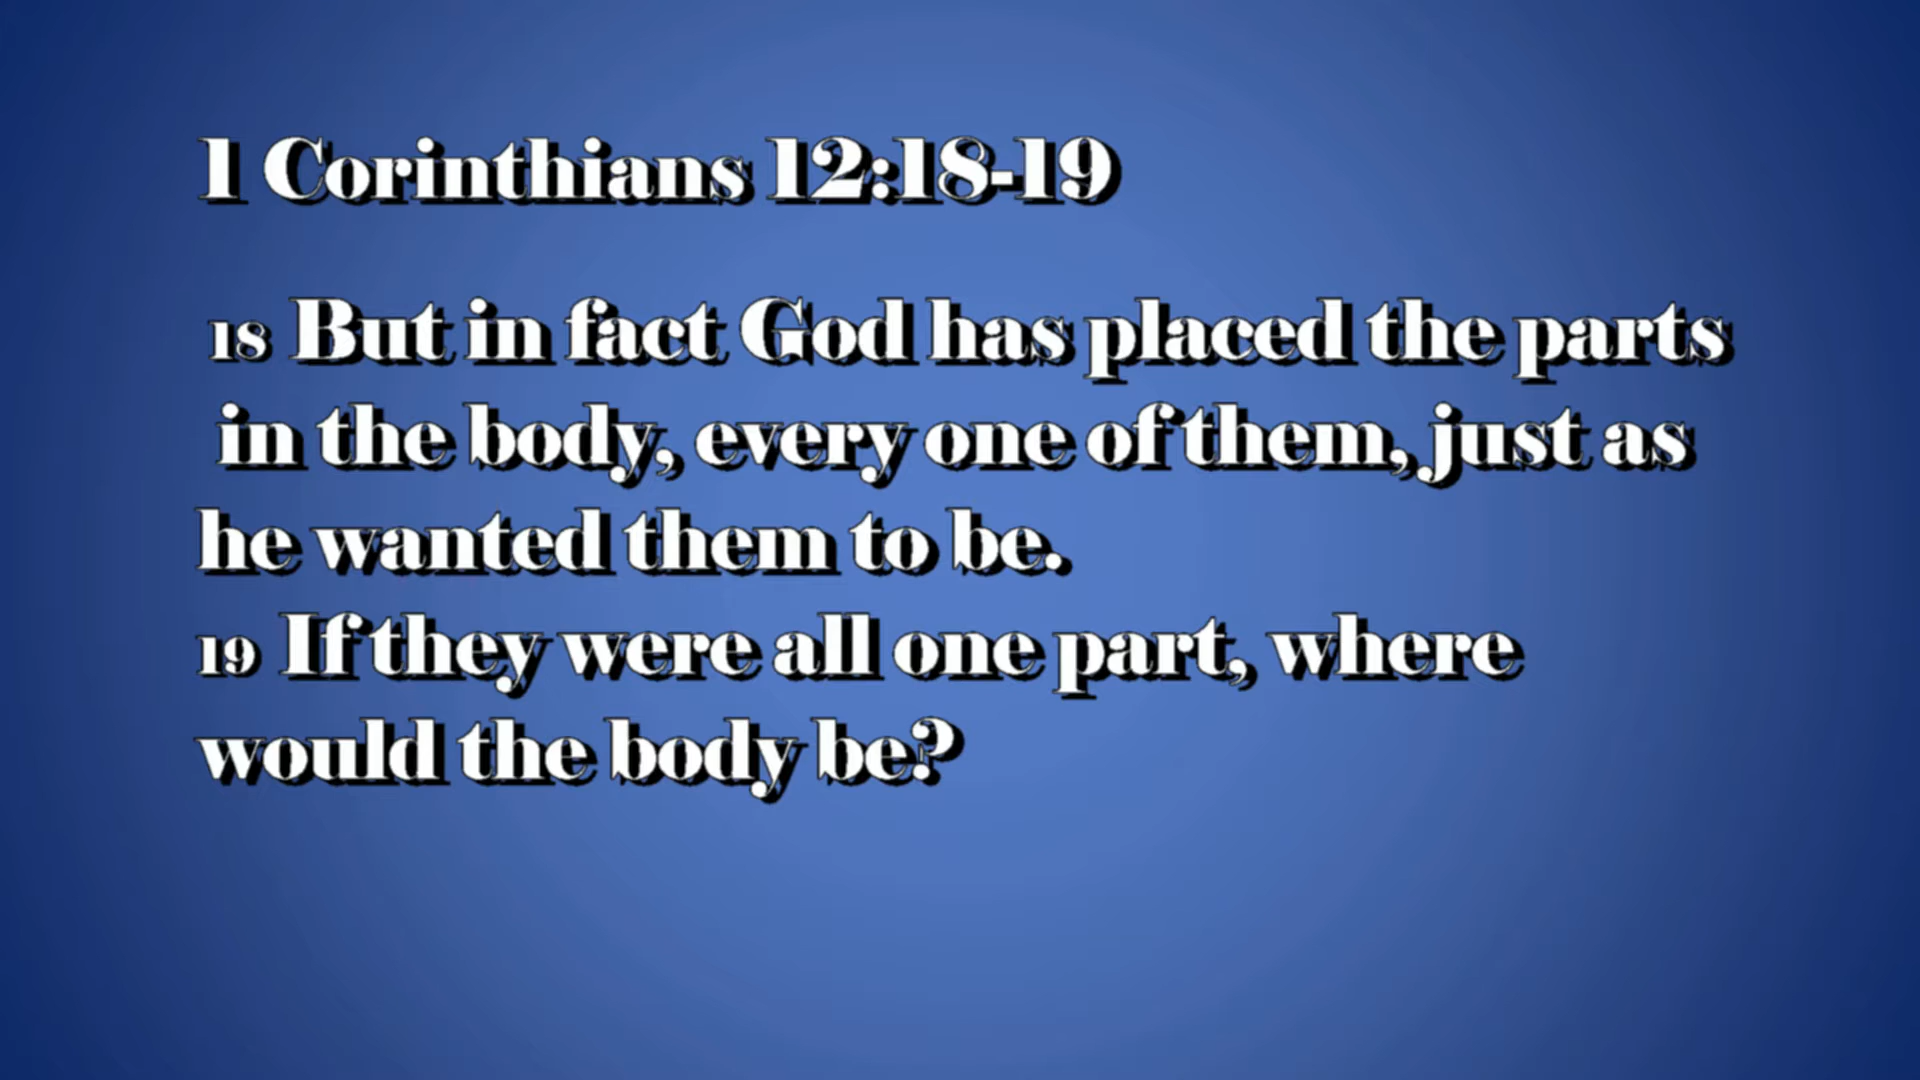 1 Corinthians 12:18-19
18 But in fact God has placed the parts
in the body, every one of them, just as
he wanted them to be.
19 If they were all one part, where
would the body be?